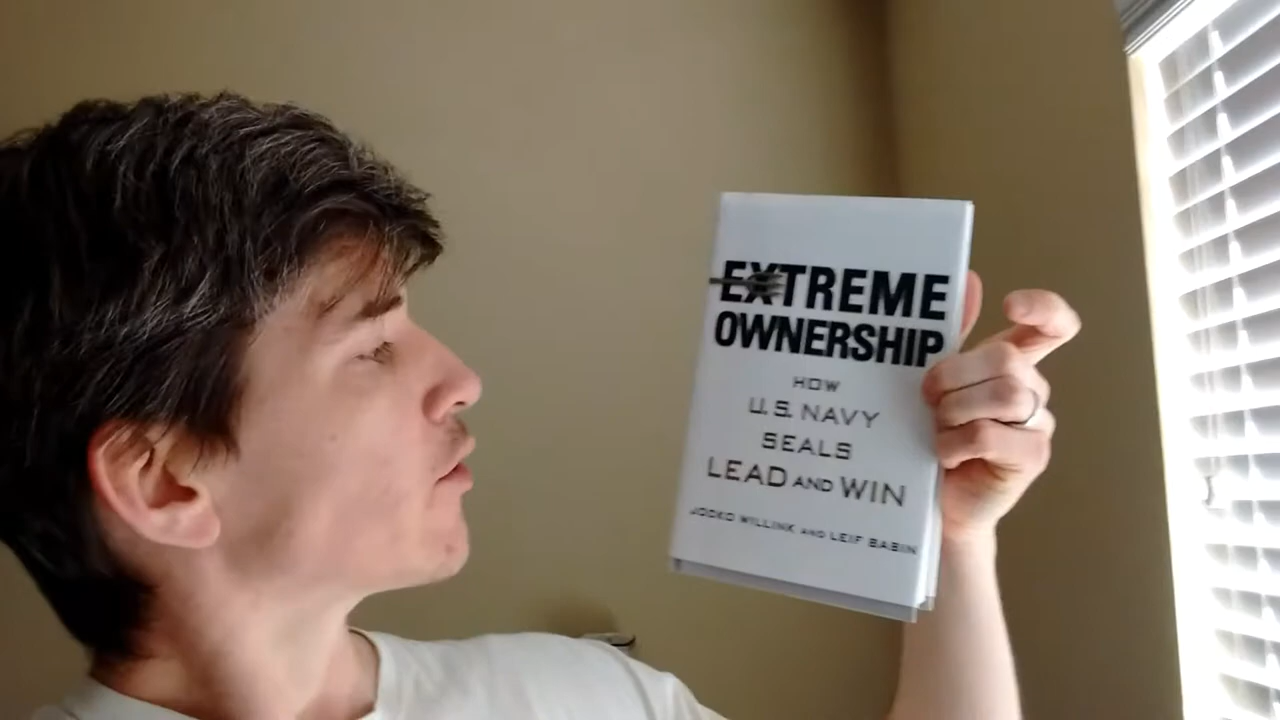 EXTREME
OWNERSHIP
HOW
U.S. NAVY
SEALS
LEAD AND WIN
JOCKO WILLINK AND LEIF BABIN